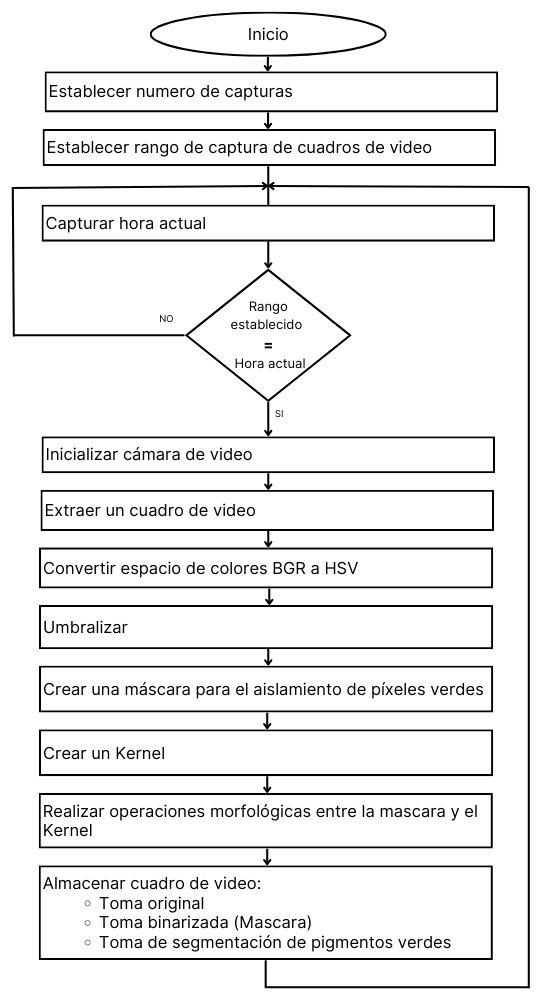 Inicio
Establecer numero de capturas
Establecer rango de captura de cuadros de video
Capturar hora actual
Rango
establecido
=
Hora actual
NO
SI
Inicializar cámara de video
Extraer un cuadro de video
Convertir espacio de colores BGR a HSV
Umbralizar
Crear una máscara para el aislamiento de píxeles verdes
Crear un Kernel
Realizar operaciones morfológicas entre la mascara y el
Kernel
Almacenar cuadro de video:
○ Toma original
○ Toma binarizada (Mascara)
○ Toma de segmentación de pigmentos verdes